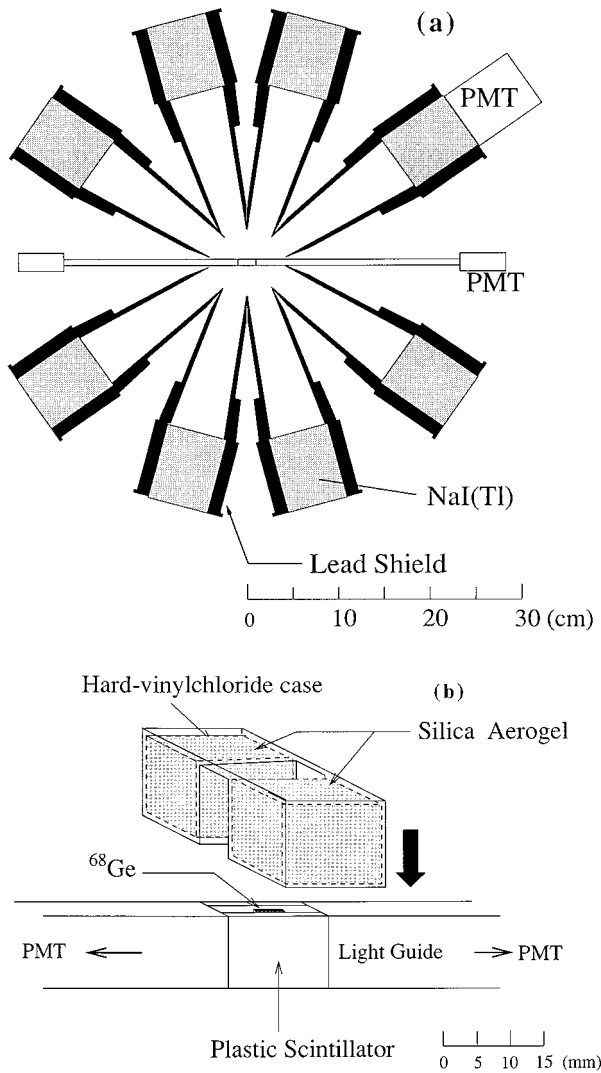 (a)
PMT
PMT
NaI(Tl)
Lead Shield
0 10 20 30 (cm)
Hard-vinylchloride case
(b)
Silica Aerogel
⁶⁸Ge
PMT
Light Guide
PMT
Plastic Scintillator
0 5 10 15 (mm)